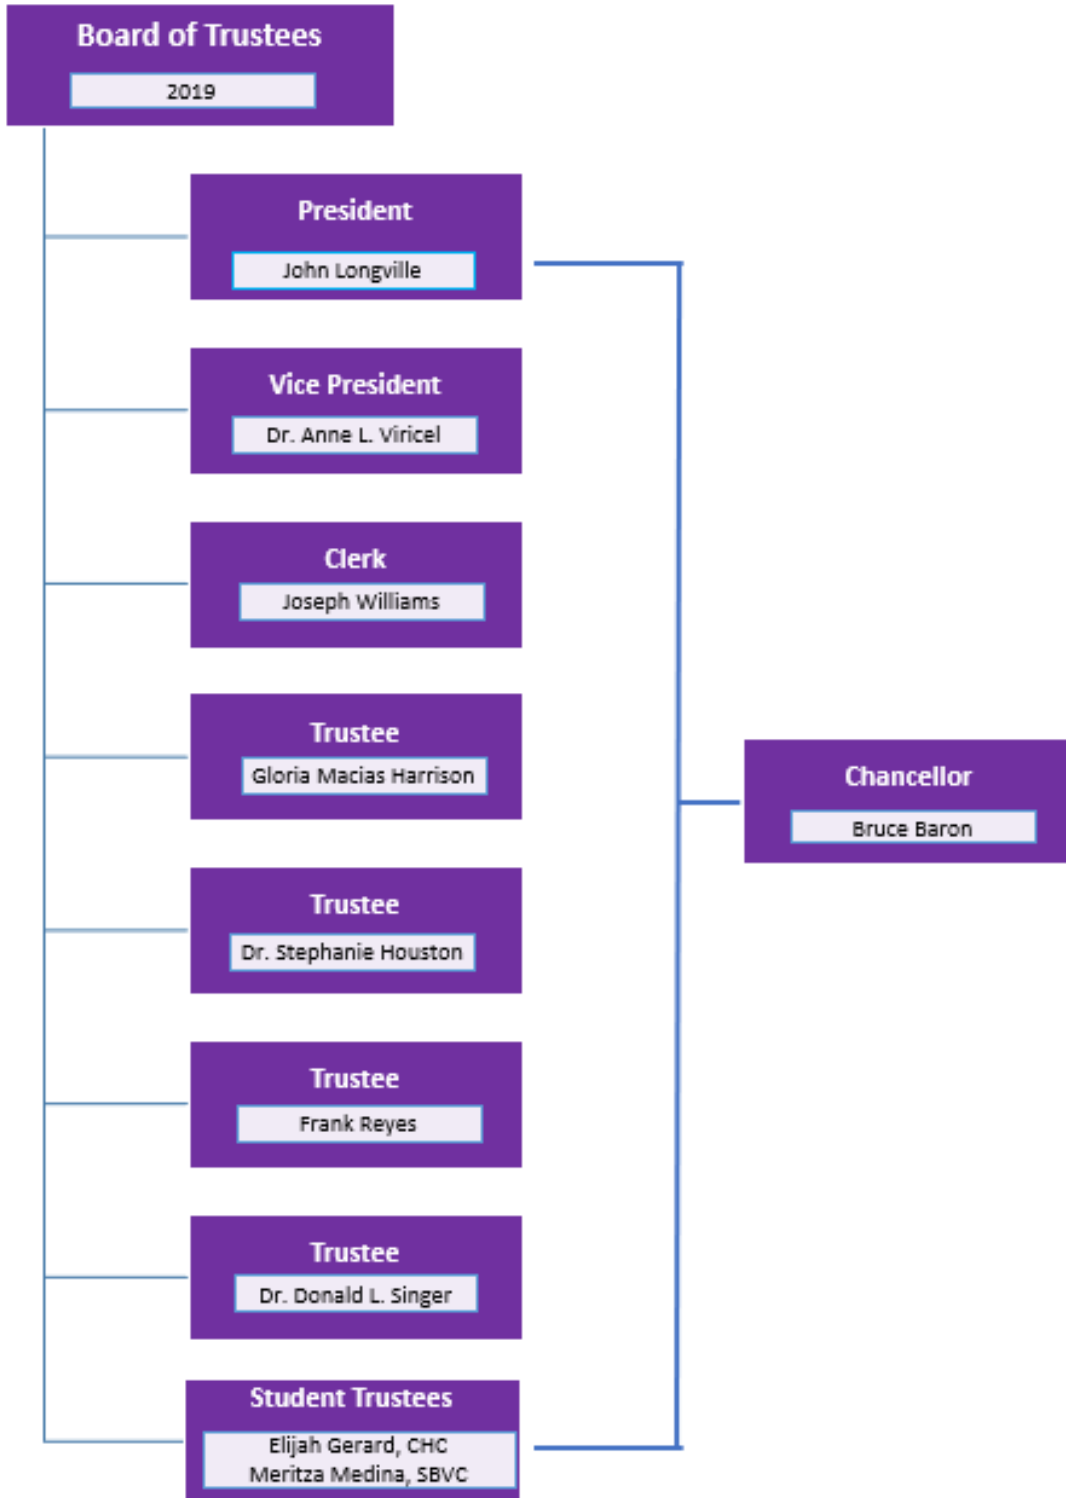 Board of Trustees
2019
President
John Longville
Vice President
Dr. Anne L. Viricel
Clerk
Joseph Williams
Trustee
Gloria Macias Harrison
Chancellor
Bruce Baron
Trustee
Dr. Stephanie Houston
Trustee
Frank Reyes
Trustee
Dr. Donald L. Singer
Student Trustees
Elijah Gerard, CHC
Meritza Medina, SBVC